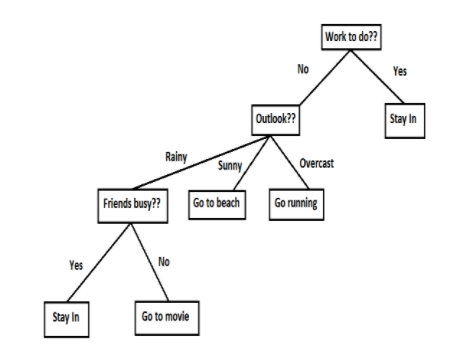 Work to do??
No
Yes
Outlook??
Stay In
Rainy
Sunny
Overcast
Friends busy??
Go to beach
Go running
Yes
No
Stay In
Go to movie